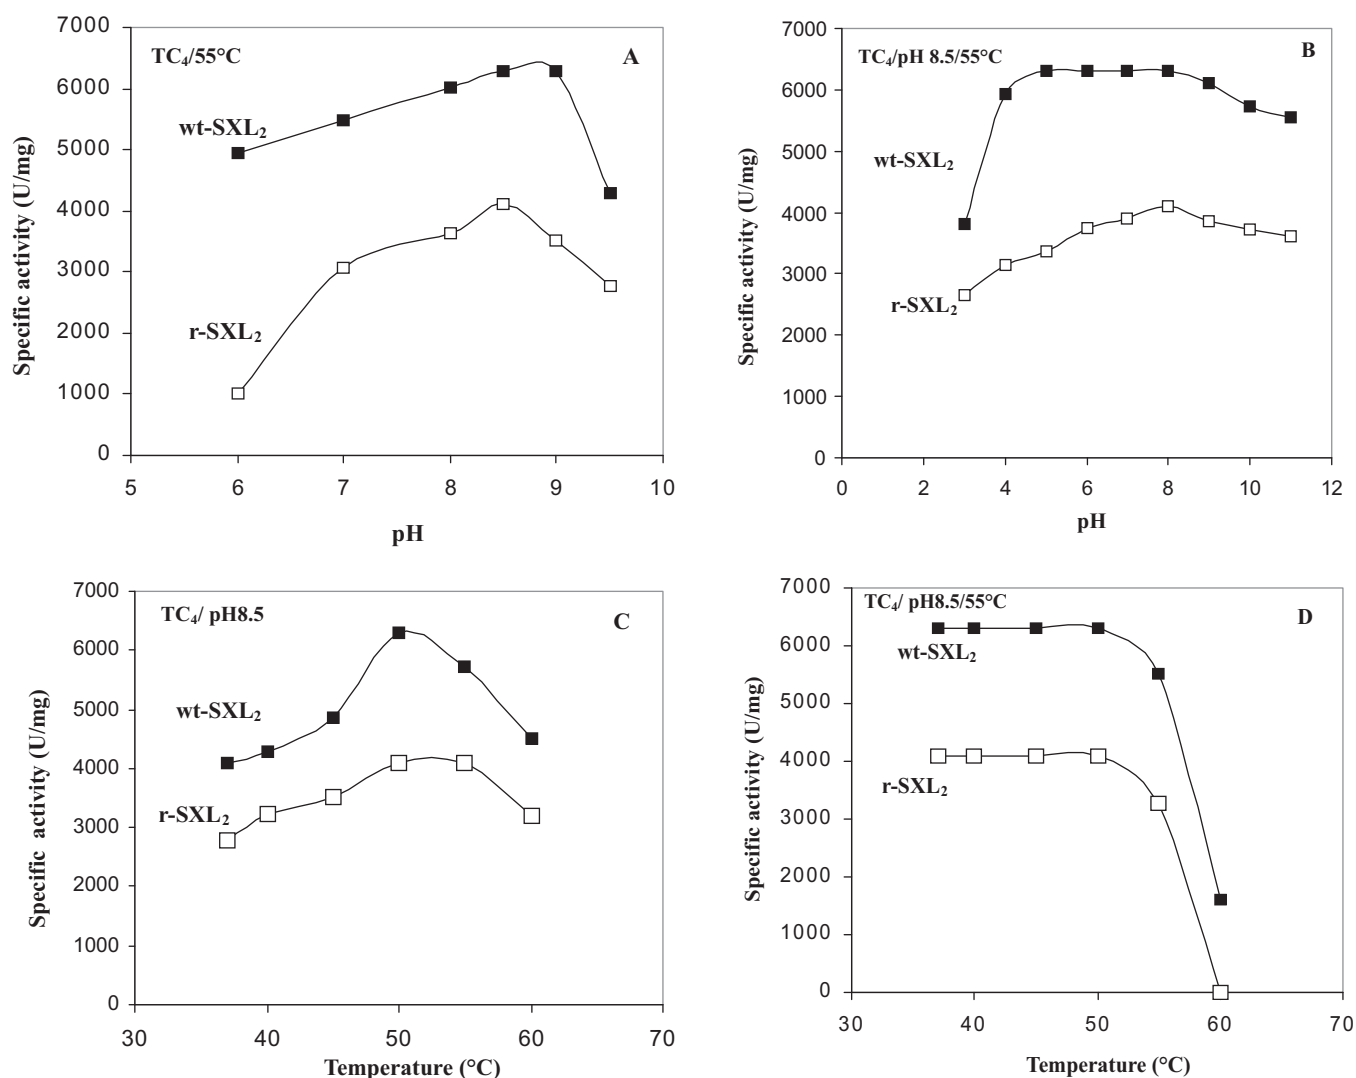 TC₄/55°C
A
7000
6000
5000
4000
3000
2000
1000
0
wt-SXL₂
r-SXL₂
Specific activity (U/mg)
5 6 7 8 9 10
pH
TC₄/pH 8.5/55°C
B
7000
6000
5000
4000
3000
2000
1000
0
wt-SXL₂
r-SXL₂
Specific activity (U/mg)
0 2 4 6 8 10 12
pH
TC₄/ pH8.5
C
7000
6000
5000
4000
3000
2000
1000
0
wt-SXL₂
r-SXL₂
Specific activity (U/mg)
30 40 50 60 70
Temperature (°C)
TC₄/ pH8.5/55°C
D
7000
6000
5000
4000
3000
2000
1000
0
wt-SXL₂
r-SXL₂
Specific activity (U/mg)
30 40 50 60 70
Temperature (°C)